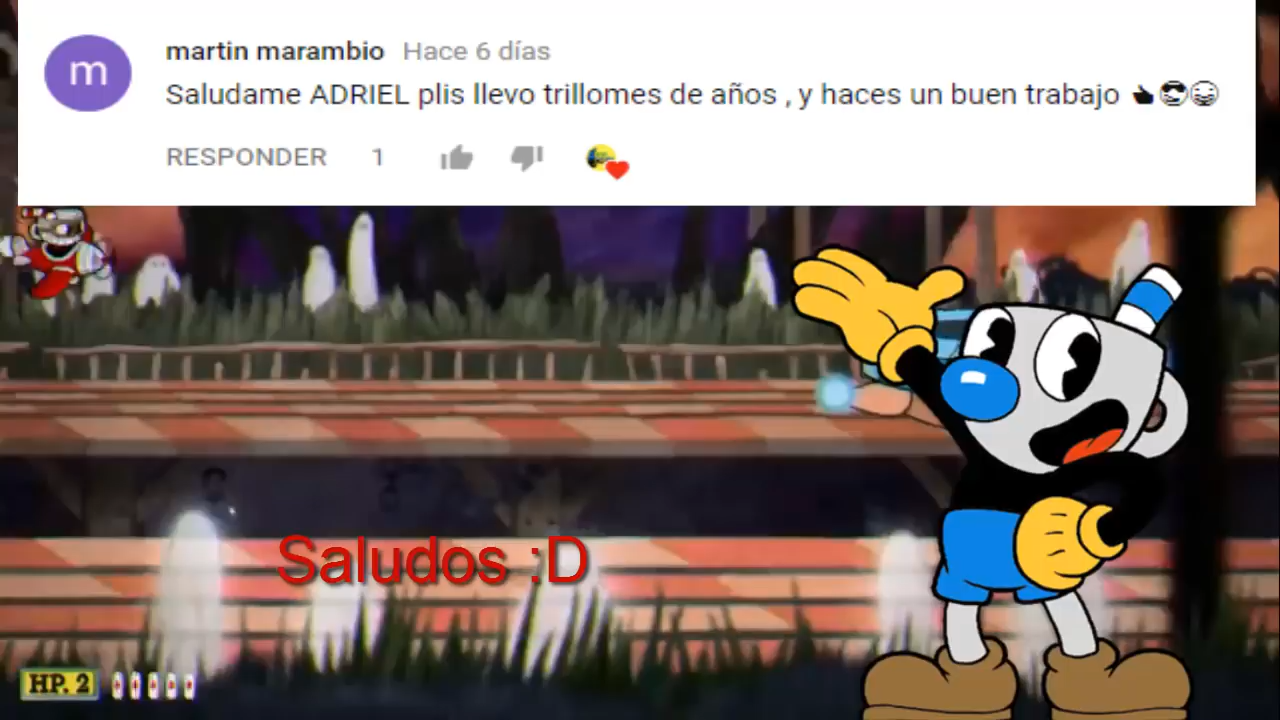 m
martin marambio Hace 6 días
Saludame ADRIEL plis llevo trillomes de años , y haces un buen trabajo 👍😎😁
RESPONDER 1
Saludos :D
HP. 2